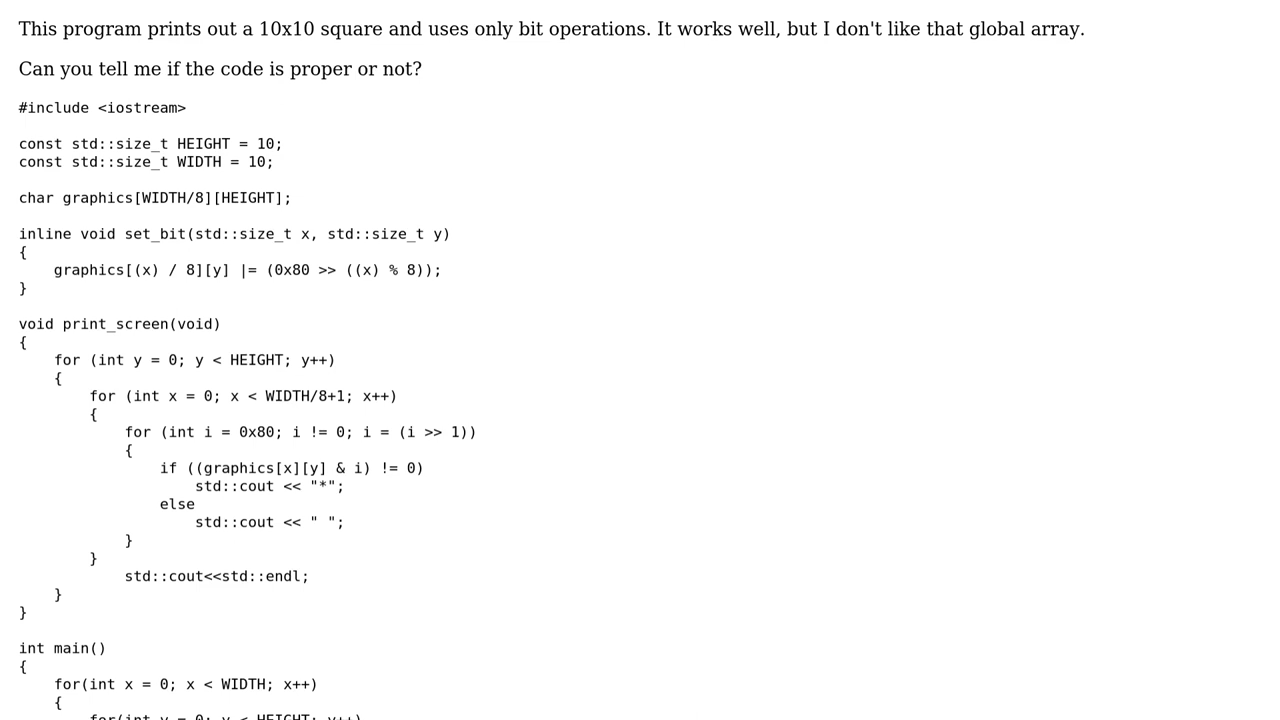 This program prints out a 10x10 square and uses only bit operations. It works well, but I don't like that global array.
Can you tell me if the code is proper or not?
#include <iostream>
const std::size_t HEIGHT = 10;
const std::size_t WIDTH = 10;
char graphics[WIDTH/8][HEIGHT];
inline void set_bit(std::size_t x, std::size_t y)
{
    graphics[(x) / 8][y] |= (0x80 >> ((x) % 8));
}
void print_screen(void)
{
    for (int y = 0; y < HEIGHT; y++)
    {
        for (int x = 0; x < WIDTH/8+1; x++)
        {
            for (int i = 0x80; i != 0; i = (i >> 1))
            {
                if ((graphics[x][y] & i) != 0)
                    std::cout << "*";
                else
                    std::cout << " ";
            }
        }
            std::cout<<std::endl;
    }
}
int main()
{
    for(int x = 0; x < WIDTH; x++)
    {
        for(int y = 0; y < HEIGHT; y++)